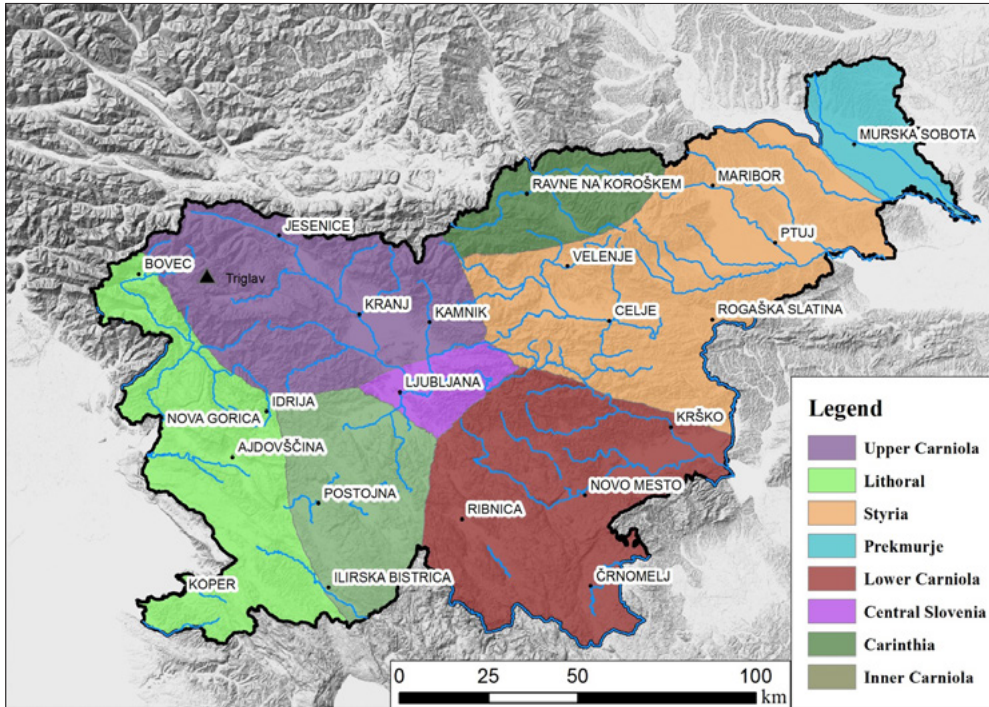 MURSKA SOBOTA
RAVNE NA KOROŠKEM
MARIBOR
JESENICE
PTUJ
BOVEC
VELENJE
Triglav
KRANJ
KAMNIK
CELJE
ROGAŠKA SLATINA
LJUBLJANA
IDRIJA
NOVA GORICA
KRŠKO
AJDOVŠČINA
POSTOJNA
NOVO MESTO
RIBNICA
KOPER
ILIRSKA BISTRICA
ČRNOMELJ
Legend
Upper Carniola
Lithoral
Styria
Prekmurje
Lower Carniola
Central Slovenia
Carinthia
Inner Carniola
0 25 50 100
km